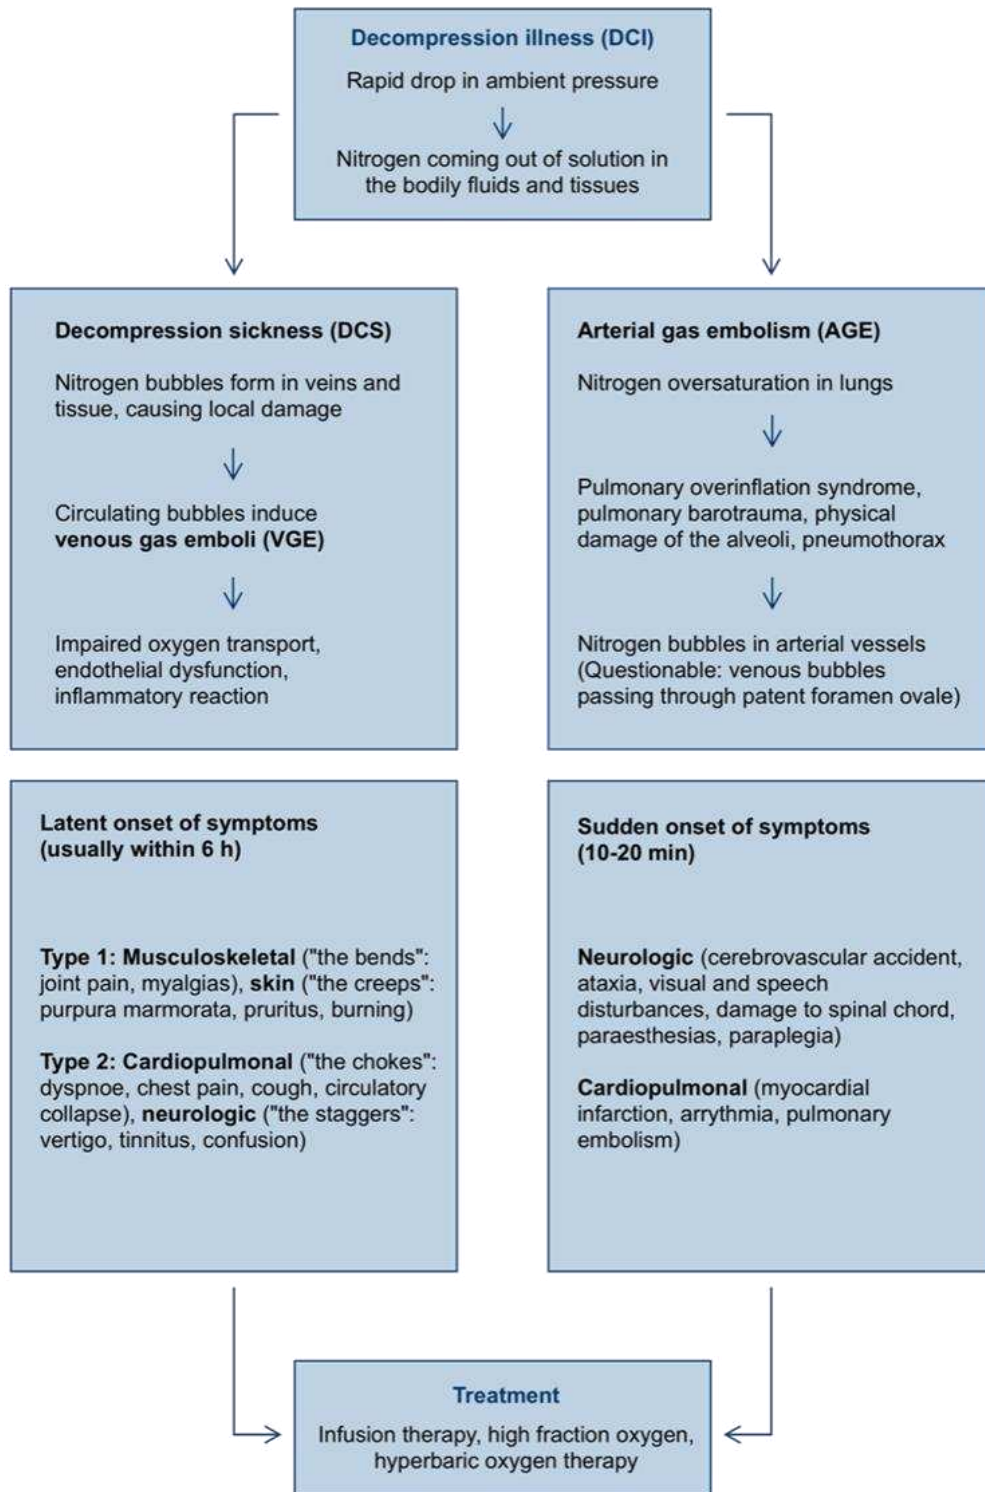 Decompression illness (DCI)
Rapid drop in ambient pressure
Nitrogen coming out of solution in
the bodily fluids and tissues
Decompression sickness (DCS)
Nitrogen bubbles form in veins and
tissue, causing local damage
Circulating bubbles induce
venous gas emboli (VGE)
Impaired oxygen transport,
endothelial dysfunction,
inflammatory reaction
Arterial gas embolism (AGE)
Nitrogen oversaturation in lungs
Pulmonary overinflation syndrome,
pulmonary barotrauma, physical
damage of the alveoli, pneumothorax
Nitrogen bubbles in arterial vessels
(Questionable: venous bubbles
passing through patent foramen ovale)
Latent onset of symptoms
(usually within 6 h)
Type 1: Musculoskeletal ("the bends":
joint pain, myalgias), skin ("the creeps":
purpura marmorata, pruritus, burning)
Type 2: Cardiopulmonal ("the chokes":
dyspnoe, chest pain, cough, circulatory
collapse), neurologic ("the staggers":
vertigo, tinnitus, confusion)
Sudden onset of symptoms
(10-20 min)
Neurologic (cerebrovascular accident,
ataxia, visual and speech
disturbances, damage to spinal chord,
paraesthesias, paraplegia)
Cardiopulmonal (myocardial
infarction, arrythmia, pulmonary
embolism)
Treatment
Infusion therapy, high fraction oxygen,
hyperbaric oxygen therapy